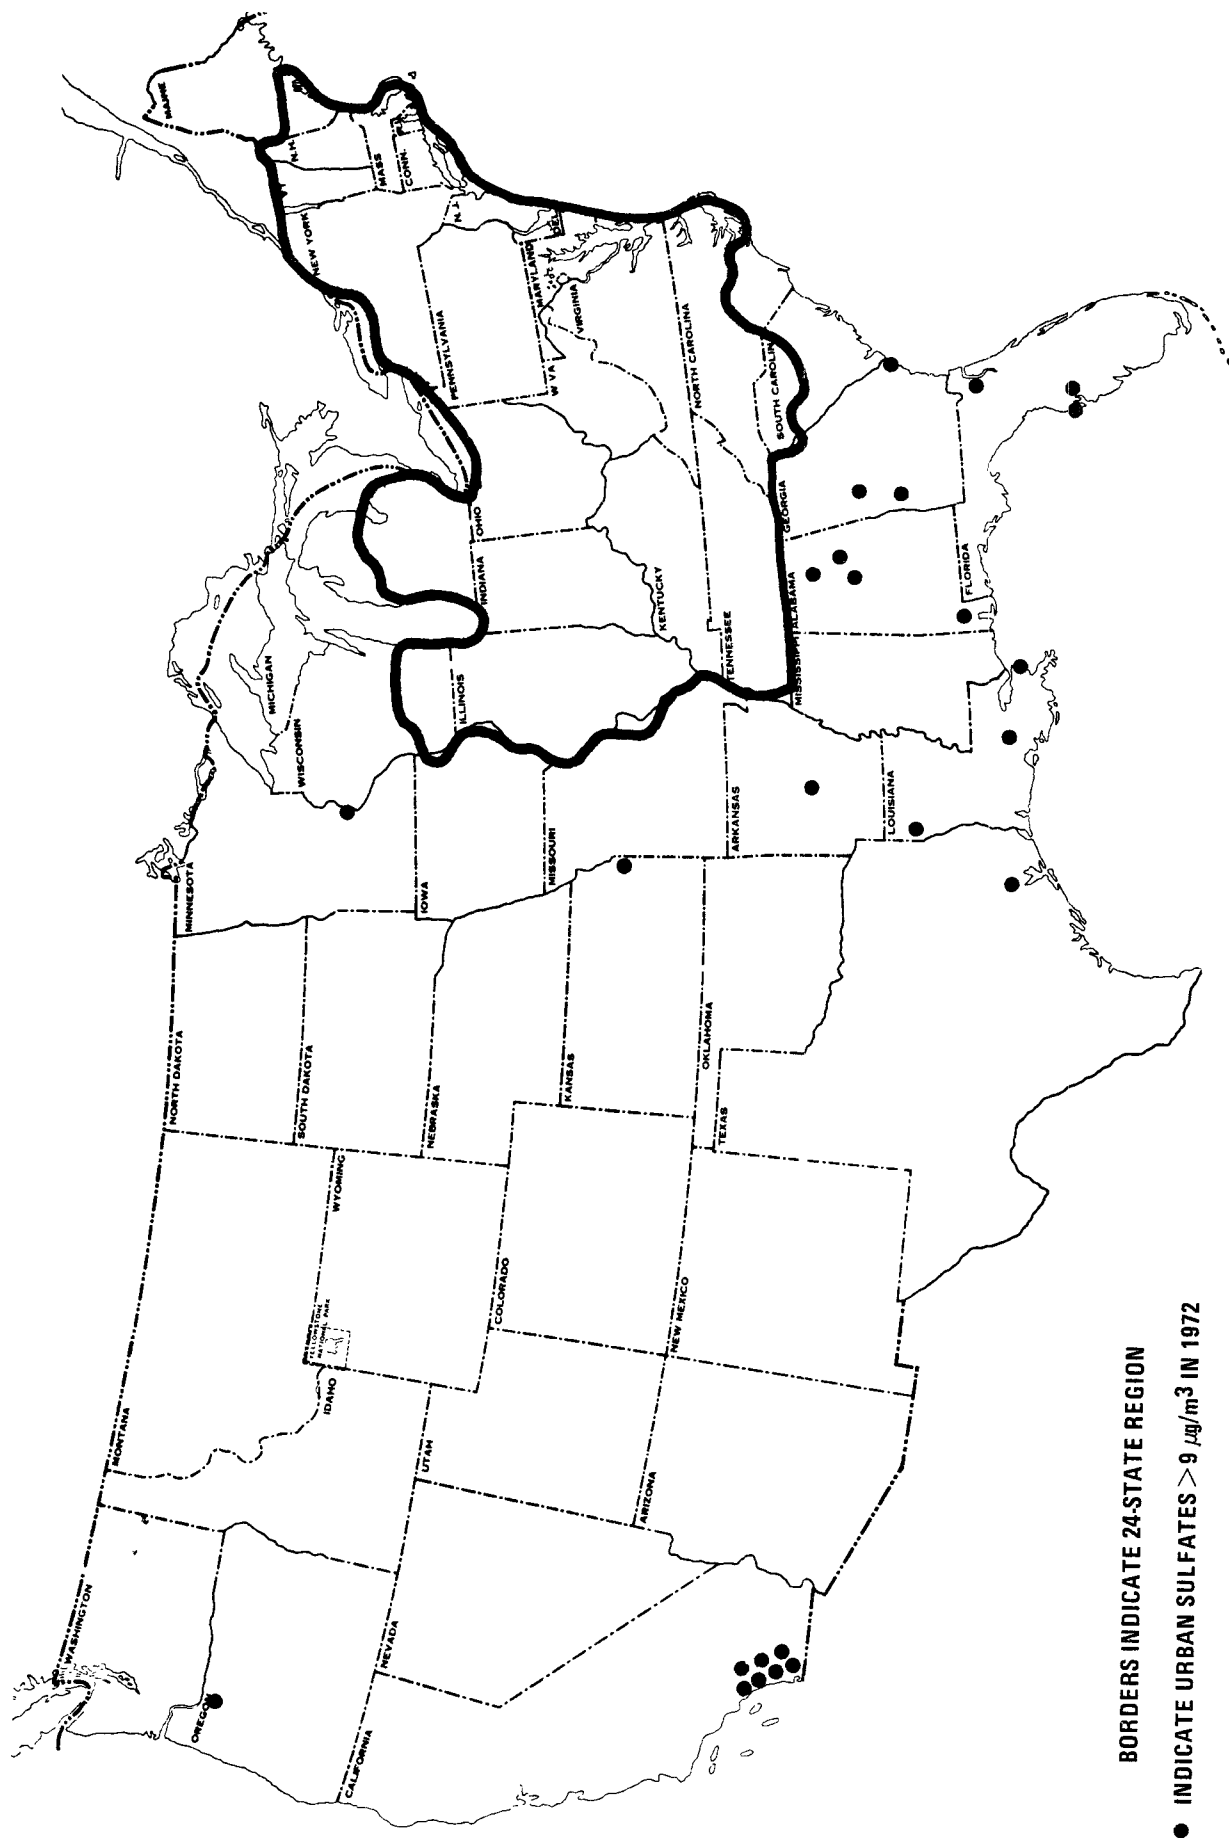 WASHINGTON
MONTANA
NORTH DAKOTA
MINNESOTA
MAINE
OREGON
IDAHO
YELLOWSTONE
NATIONAL PARK
WYOMING
SOUTH DAKOTA
WISCONSIN
MICHIGAN
NEW YORK
N.H.
MASS
CONN.
CALIFORNIA
NEVADA
UTAH
COLORADO
NEBRASKA
IOWA
ILLINOIS
INDIANA
OHIO
PENNSYLVANIA
N.J.
MARYLAND
DEL
W VA
VIRGINIA
KANSAS
MISSOURI
KENTUCKY
ARIZONA
NEW MEXICO
TEXAS
OKLAHOMA
ARKANSAS
TENNESSEE
NORTH CAROLINA
SOUTH CAROLINA
MISSISSIPPI
ALABAMA
GEORGIA
LOUISIANA
FLORIDA
BORDERS INDICATE 24-STATE REGION
● INDICATE URBAN SULFATES > 9 µg/m³ IN 1972